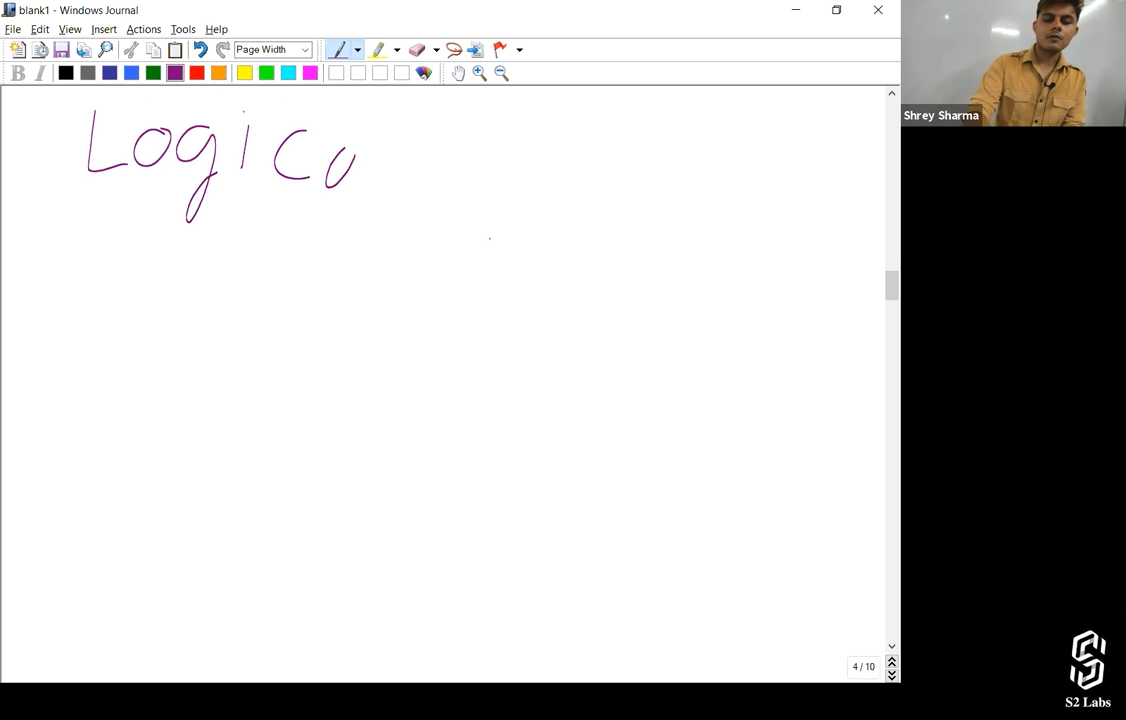 blank1 - Windows Journal
File Edit View Insert Actions Tools Help
Page Width
B I
Logica
4 / 10
Shrey Sharma
S2 Labs